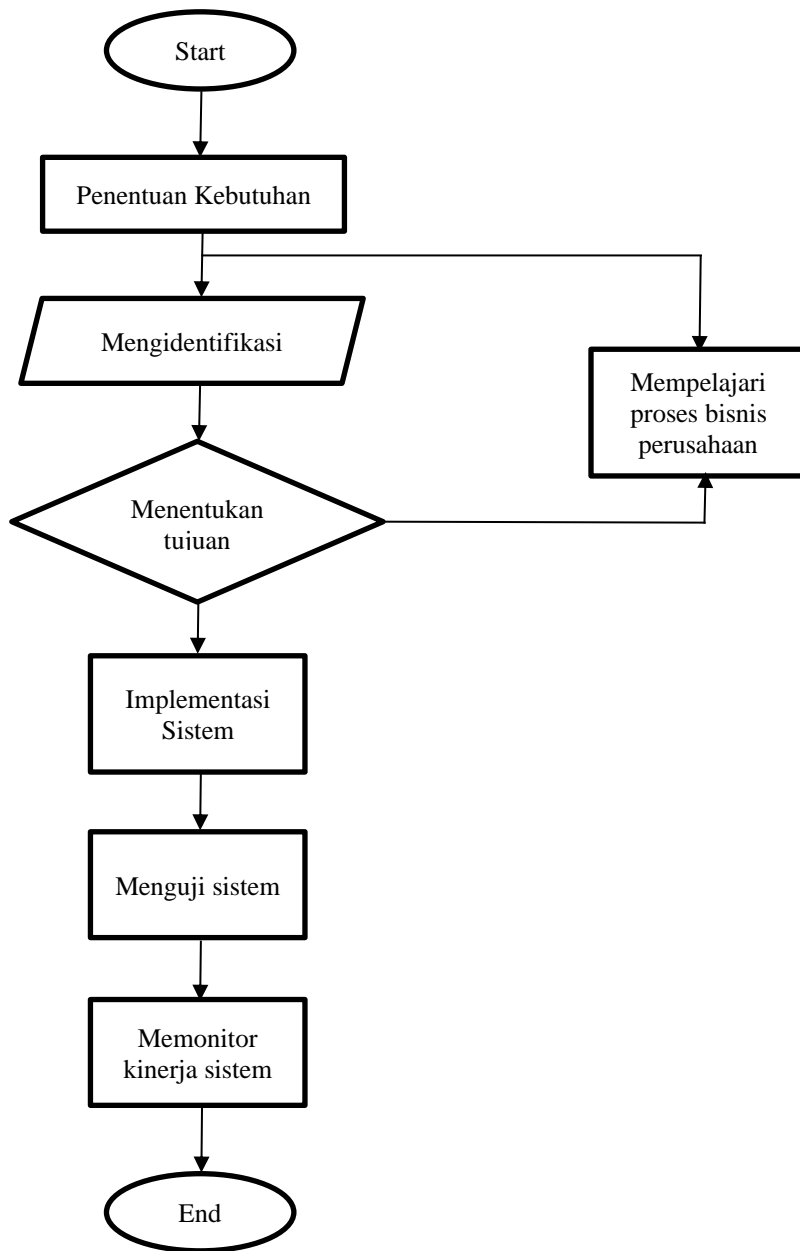 Start
Penentuan Kebutuhan
Mengidentifikasi
Mempelajari
proses bisnis
perusahaan
Menentukan
tujuan
Implementasi
Sistem
Menguji sistem
Memonitor
kinerja sistem
End